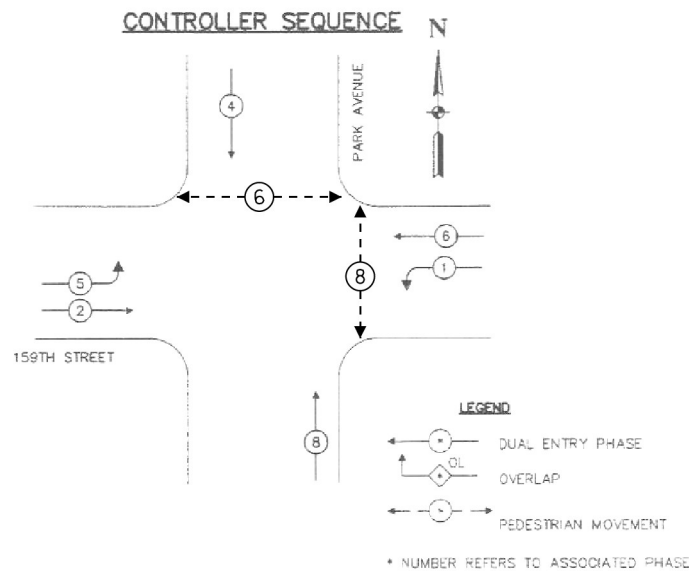 CONTROLLER SEQUENCE
N
PARK AVENUE
4
6
6
5
8
1
2
159TH STREET
8
LEGEND
* DUAL ENTRY PHASE
OL
* OVERLAP
* PEDESTRIAN MOVEMENT
* NUMBER REFERS TO ASSOCIATED PHASE